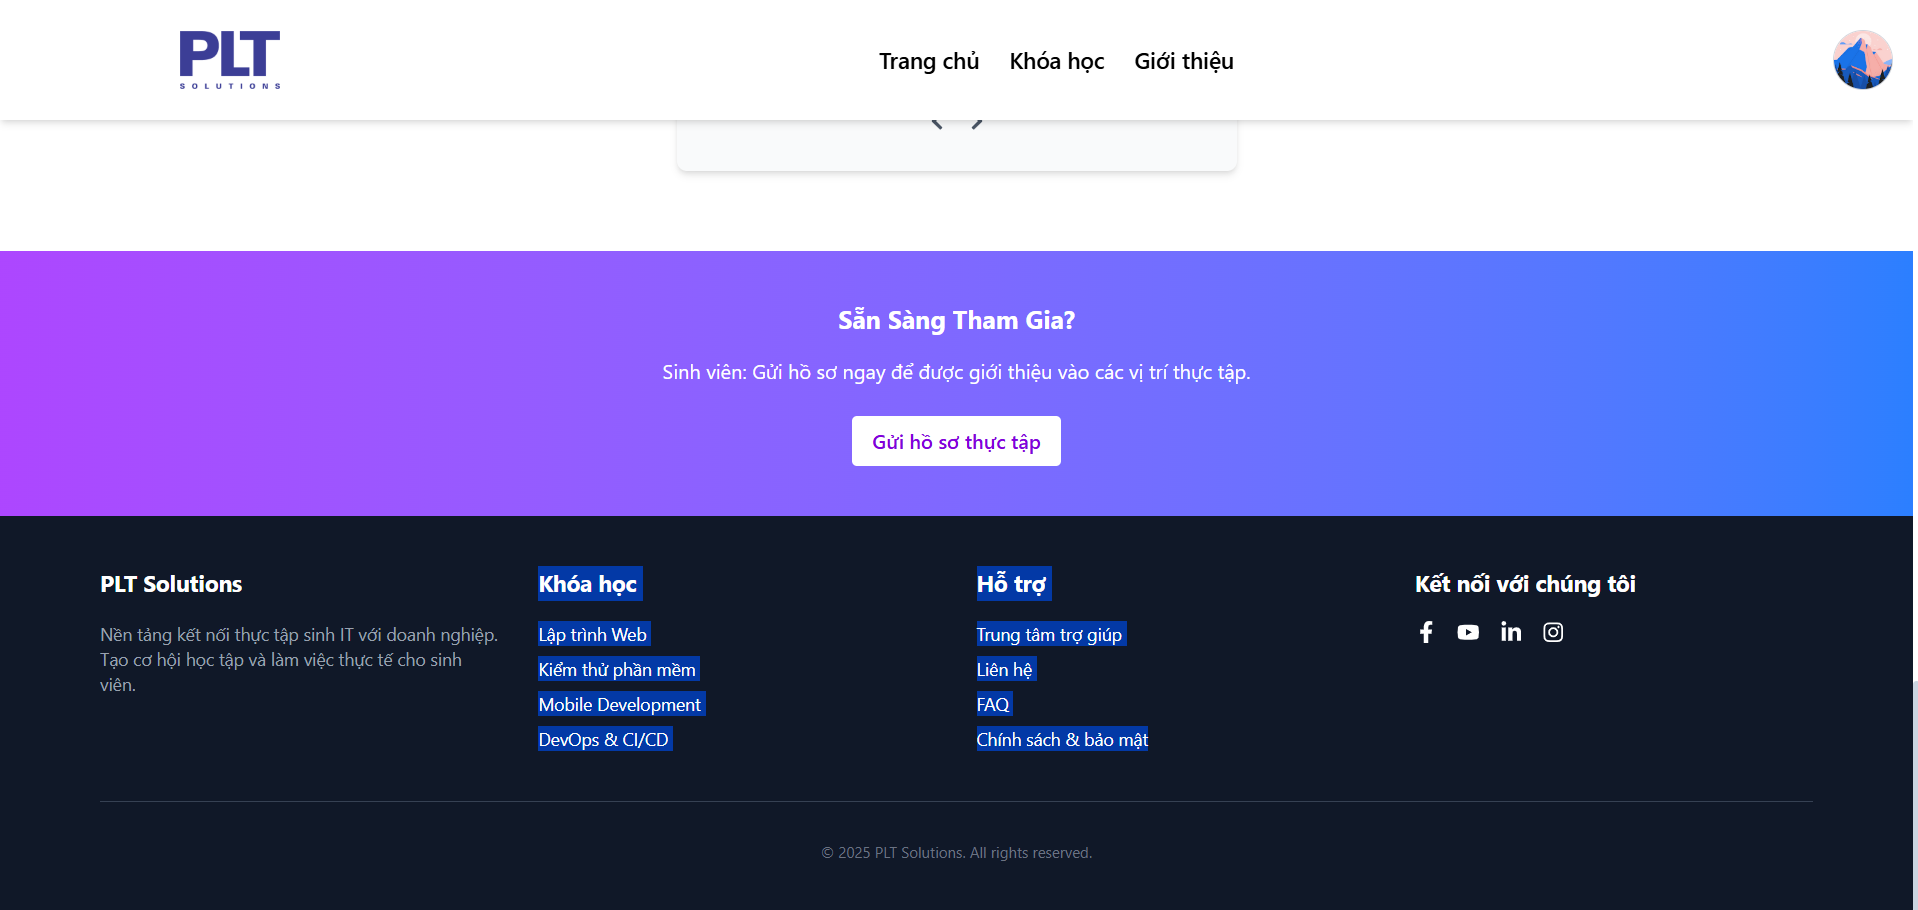 PLT
SOLUTIONS
Trang chủ
Khóa học
Giới thiệu
Sẵn Sàng Tham Gia?
Sinh viên: Gửi hồ sơ ngay để được giới thiệu vào các vị trí thực tập.
Gửi hồ sơ thực tập
PLT Solutions
Nền tảng kết nối thực tập sinh IT với doanh nghiệp.
Tạo cơ hội học tập và làm việc thực tế cho sinh
viên.
Khóa học
Lập trình Web
Kiểm thử phần mềm
Mobile Development
DevOps & CI/CD
Hỗ trợ
Trung tâm trợ giúp
Liên hệ
FAQ
Chính sách & bảo mật
Kết nối với chúng tôi
© 2025 PLT Solutions. All rights reserved.